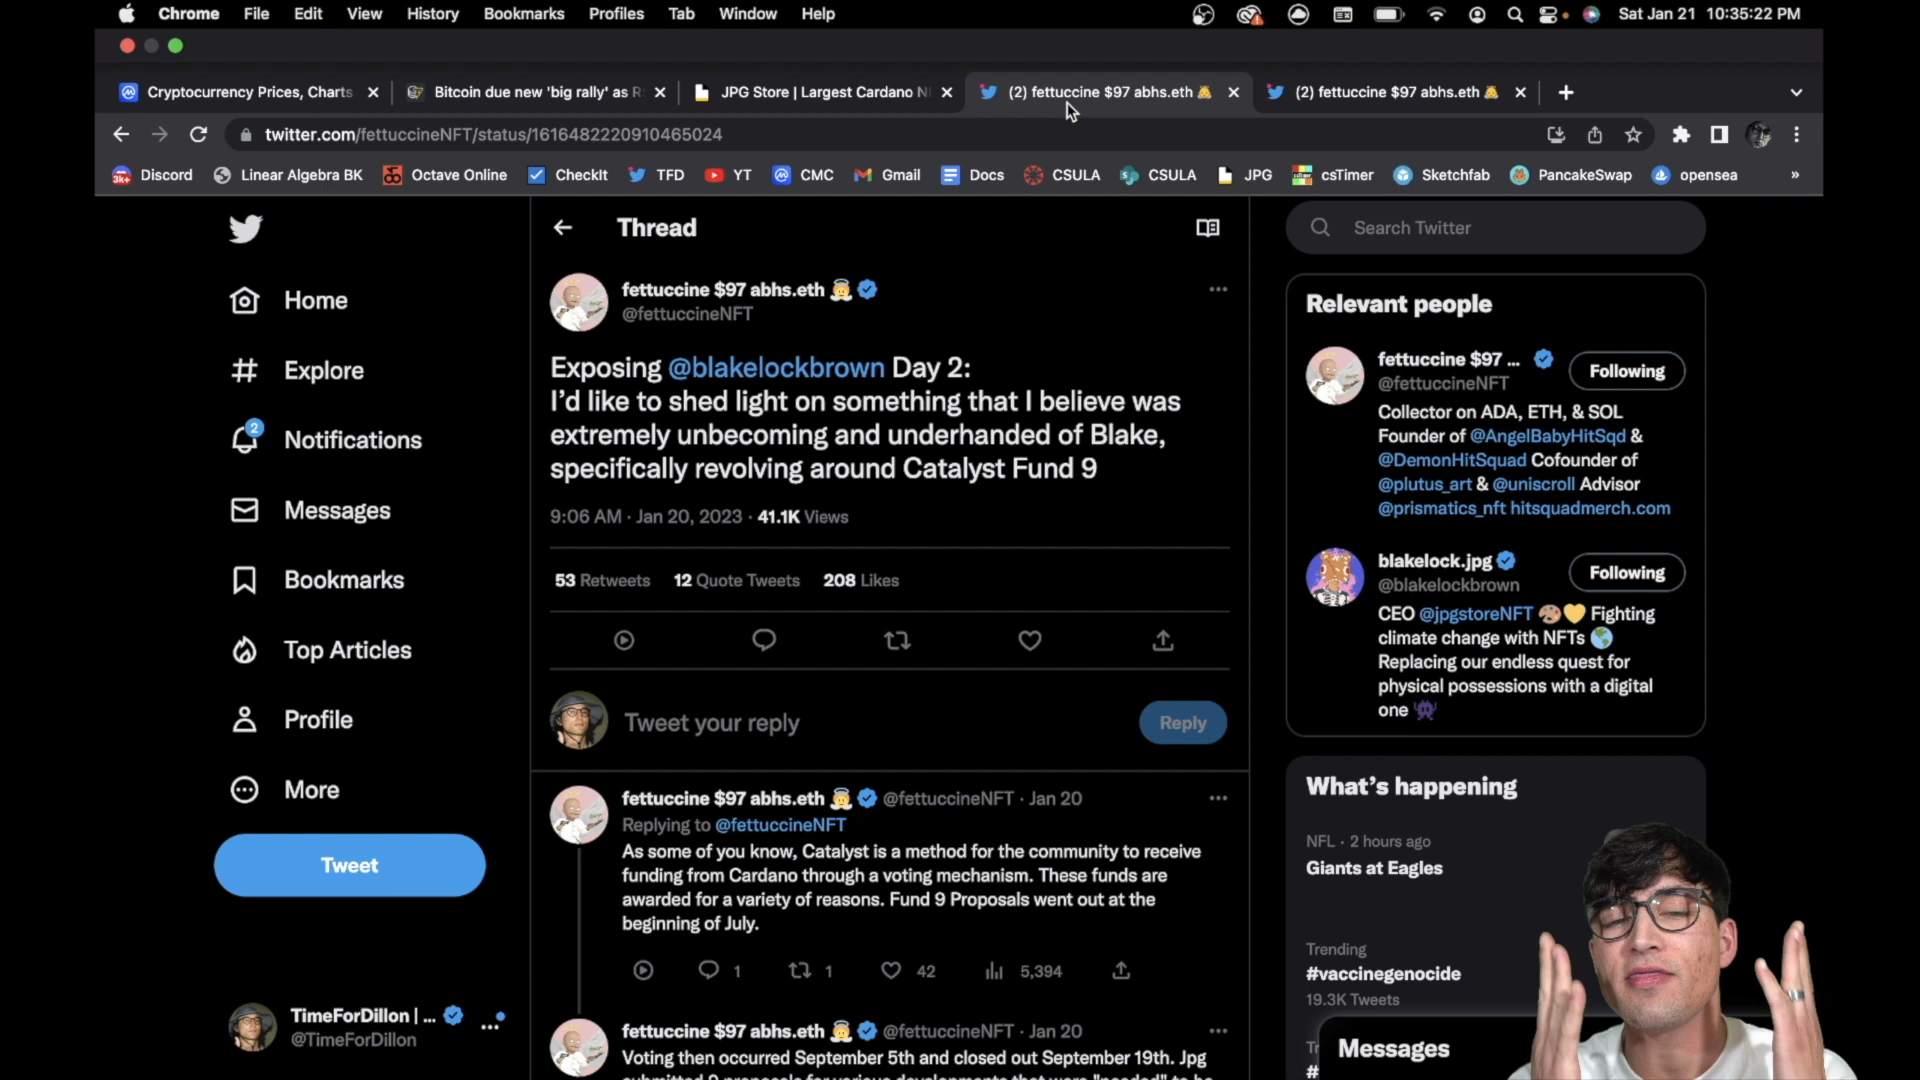 Chrome File Edit View History Bookmarks Profiles Tab Window Help Sat Jan 21 10:35:22 PM
Cryptocurrency Prices, Charts Bitcoin due new 'big rally' as R JPG Store | Largest Cardano N (2) fettuccine $97 abhs.eth (2) fettuccine $97 abhs.eth
twitter.com/fettuccineNFT/status/1616482220910465024
3k+ Discord Linear Algebra BK Octave Online CheckIt TFD YT CMC Gmail Docs CSULA CSULA JPG csTimer Sketchfab PancakeSwap opensea »
Thread
Search Twitter
Home
Explore
2
Notifications
Messages
Bookmarks
Top Articles
Profile
More
Tweet
TimeForDillon | ...
@TimeForDillon
fettuccine $97 abhs.eth
@fettuccineNFT
Exposing @blakelockbrown Day 2:
I'd like to shed light on something that I believe was
extremely unbecoming and underhanded of Blake,
specifically revolving around Catalyst Fund 9
9:06 AM · Jan 20, 2023 · 41.1K Views
53 Retweets 12 Quote Tweets 208 Likes
Tweet your reply
Reply
fettuccine $97 abhs.eth @fettuccineNFT · Jan 20
Replying to @fettuccineNFT
As some of you know, Catalyst is a method for the community to receive
funding from Cardano through a voting mechanism. These funds are
awarded for a variety of reasons. Fund 9 Proposals went out at the
beginning of July.
1 1 42 5,394
fettuccine $97 abhs.eth @fettuccineNFT · Jan 20
Voting then occurred September 5th and closed out September 19th. Jpg
Relevant people
fettuccine $97 ...
@fettuccineNFT
Following
Collector on ADA, ETH, & SOL
Founder of @AngelBabyHitSqd &
@DemonHitSquad Cofounder of
@plutus_art & @uniscroll Advisor
@prismatics_nft hitsquadmerch.com
blakelock.jpg
@blakelockbrown
Following
CEO @jpgstoreNFT Fighting
climate change with NFTs
Replacing our endless quest for
physical possessions with a digital
one
What's happening
NFL · 2 hours ago
Giants at Eagles
Trending
#vaccinegenocide
19.3K Tweets
Messages